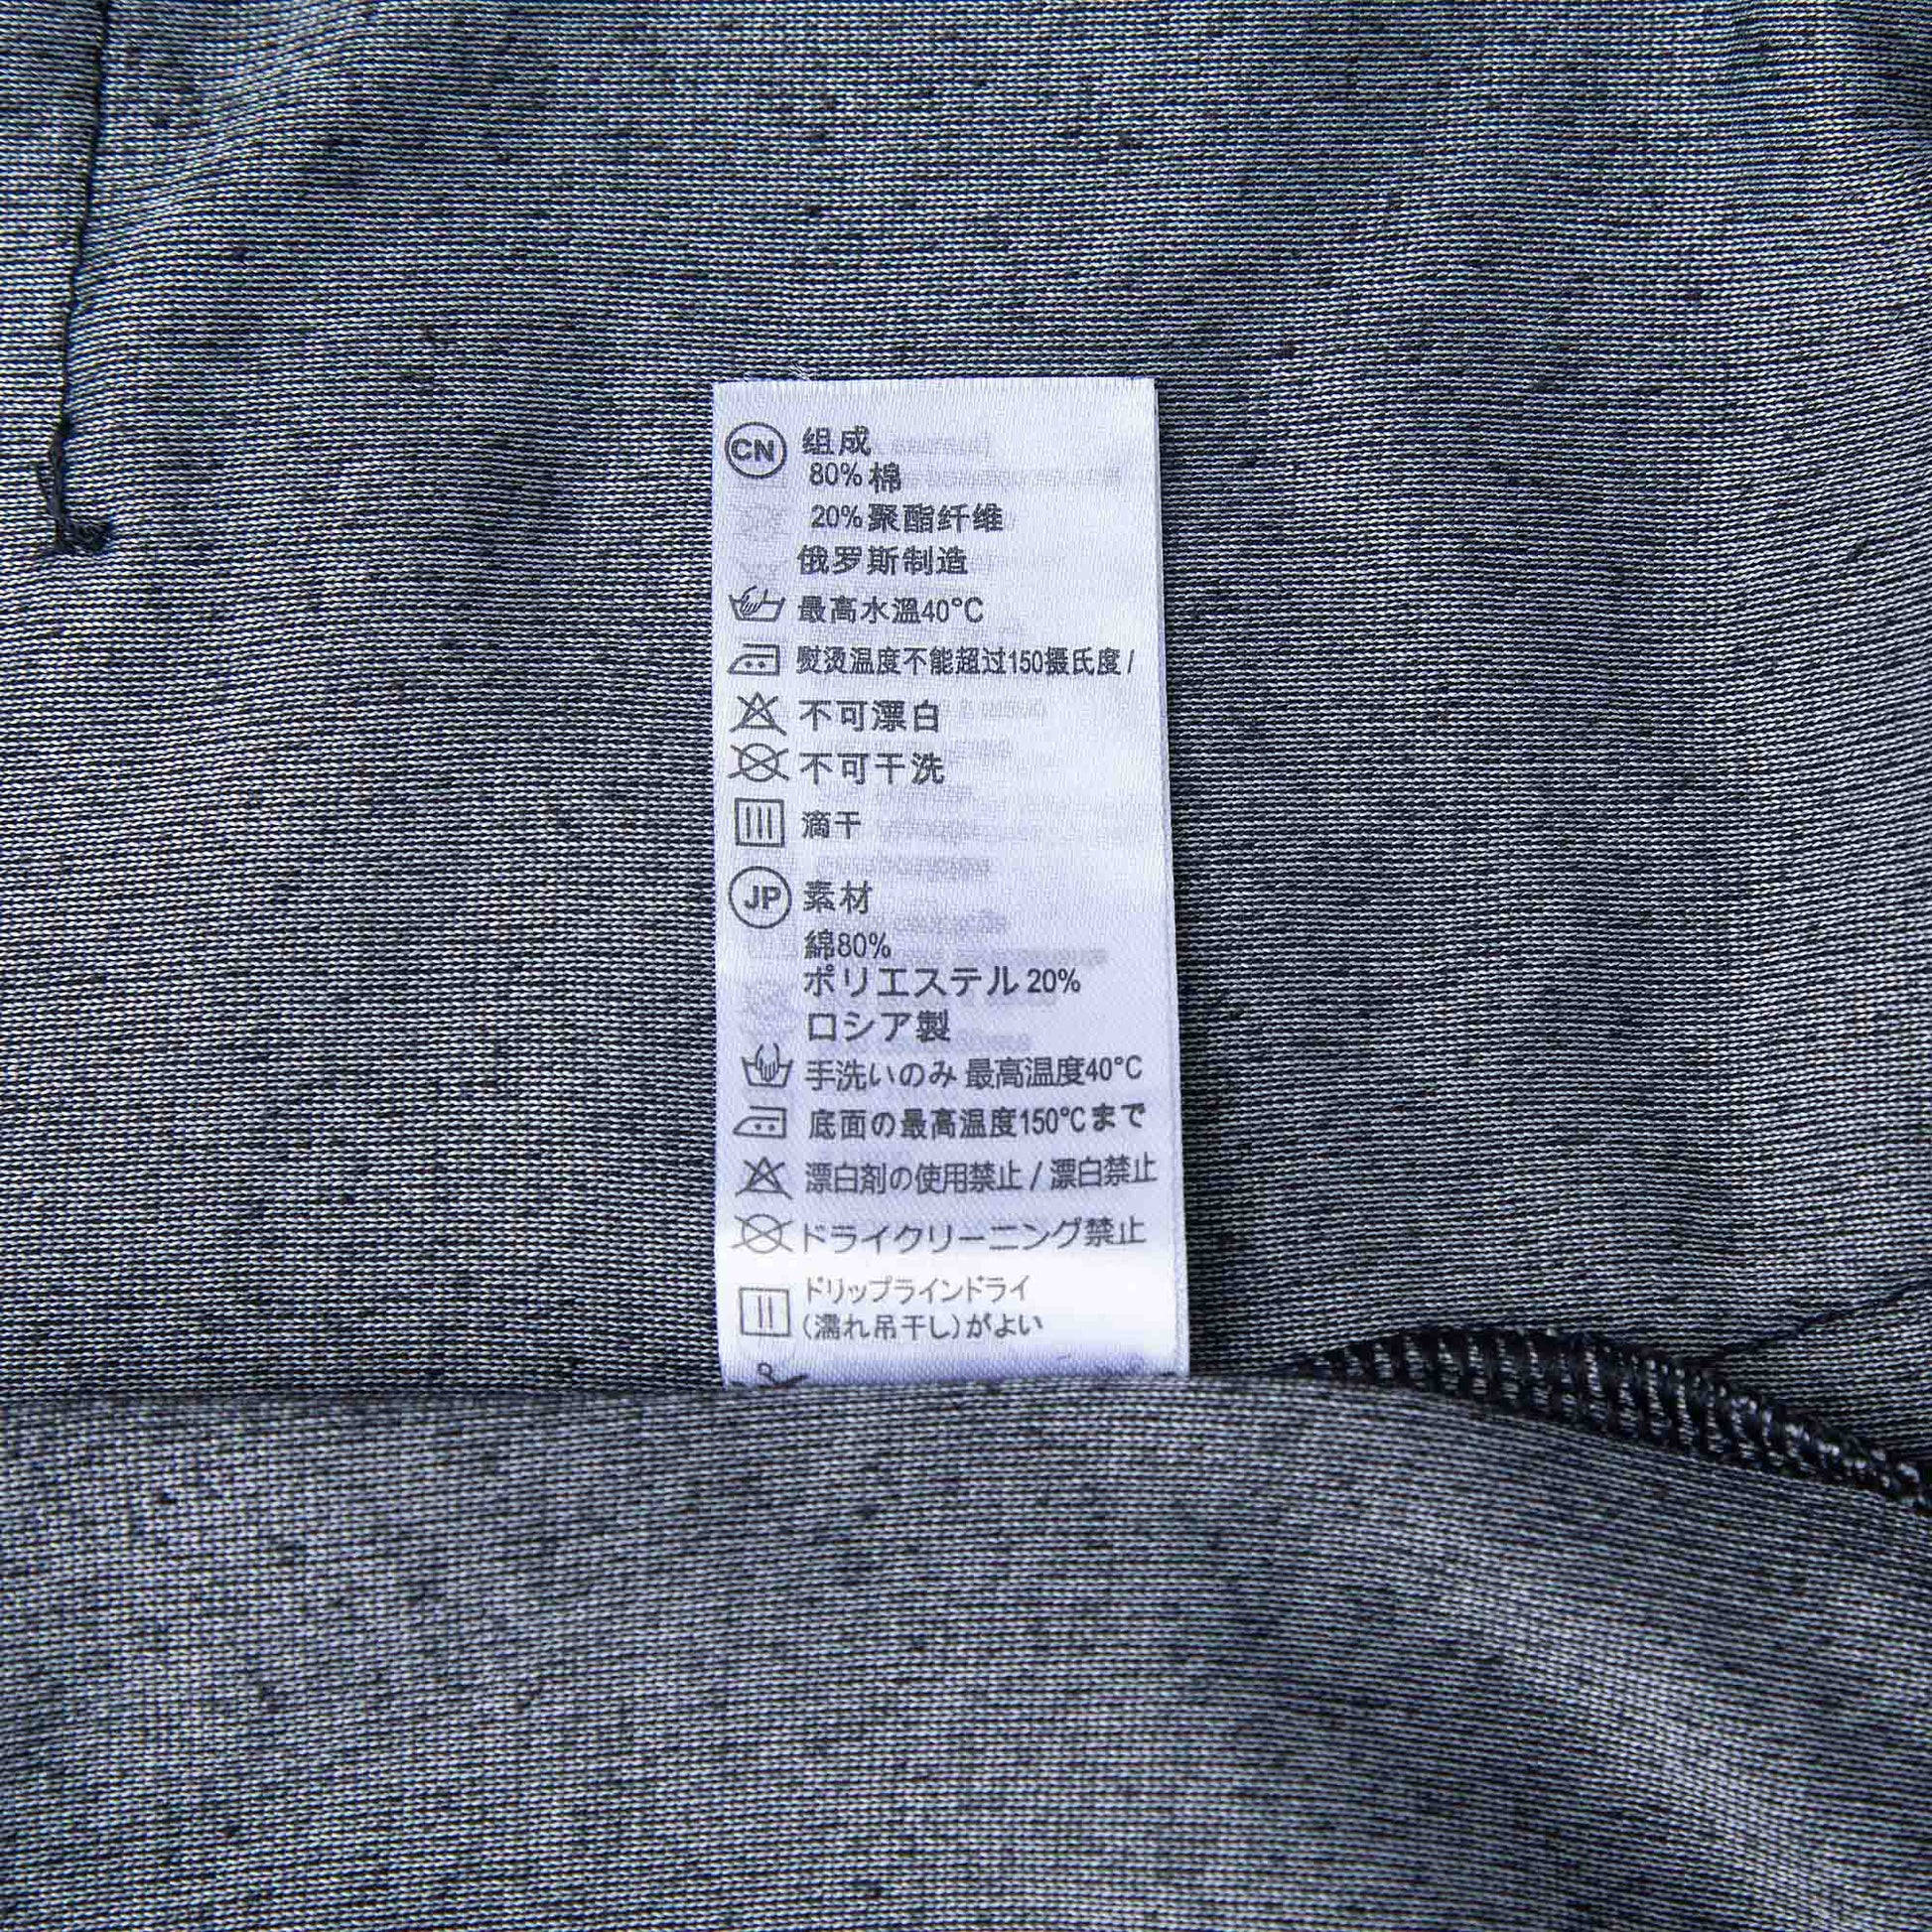 CN 组成
80% 棉
20% 聚酯纤维
俄罗斯制造
最高水溫40°C
熨烫温度不能超过150摄氏度 /
不可漂白
不可干洗
滴干
JP 素材
綿80%
ポリエステル 20%
ロシア製
手洗いのみ 最高温度40°C
底面の最高温度150°Cまで
漂白剤の使用禁止 / 漂白禁止
ドライクリーニング禁止
ドリップラインドライ
(濡れ吊干し)がよい